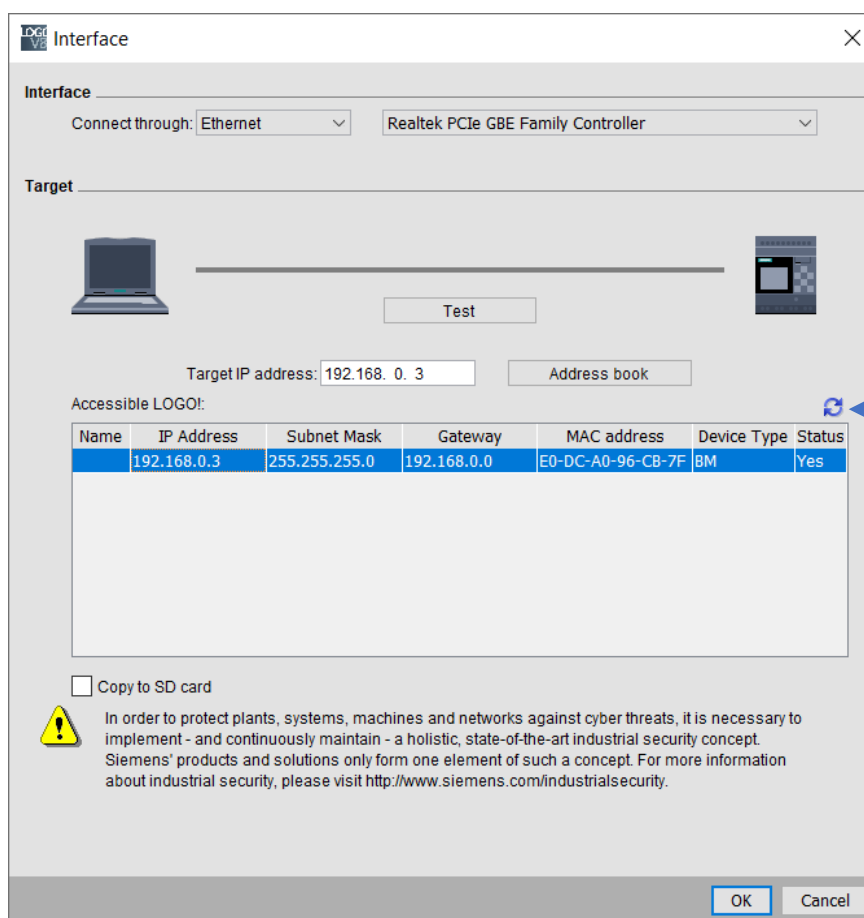 LOGO V8 Interface
Interface
Connect through: Ethernet Realtek PCIe GBE Family Controller
Target
Test
Target IP address: 192.168. 0. 3 Address book
Accessible LOGO!:
Name IP Address Subnet Mask Gateway MAC address Device Type Status
192.168.0.3 255.255.255.0 192.168.0.0 E0-DC-A0-96-CB-7F BM Yes
Copy to SD card
In order to protect plants, systems, machines and networks against cyber threats, it is necessary to
implement - and continuously maintain - a holistic, state-of-the-art industrial security concept.
Siemens' products and solutions only form one element of such a concept. For more information
about industrial security, please visit http://www.siemens.com/industrialsecurity.
OK Cancel